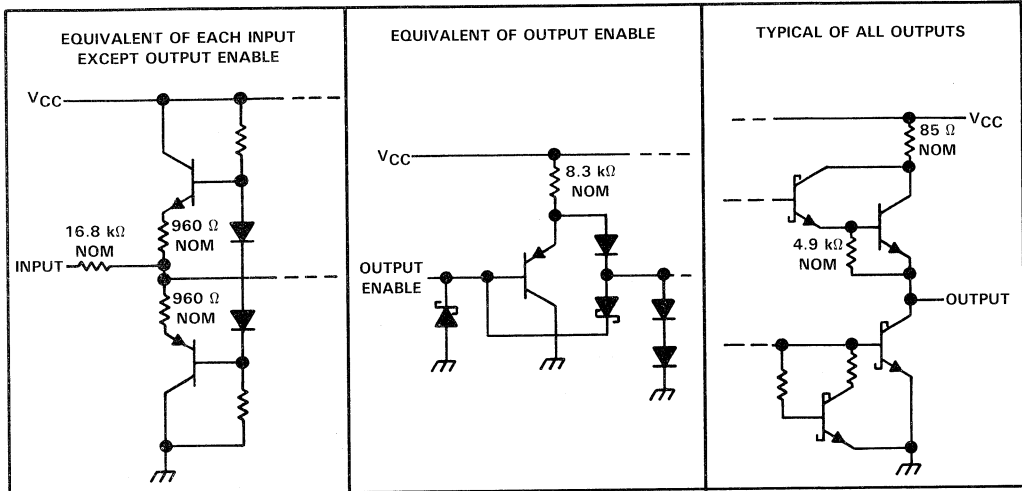 EQUIVALENT OF EACH INPUT
EXCEPT OUTPUT ENABLE
VCC
16.8 kΩ
NOM
960 Ω
NOM
INPUT
960 Ω
NOM
EQUIVALENT OF OUTPUT ENABLE
VCC
8.3 kΩ
NOM
OUTPUT
ENABLE
TYPICAL OF ALL OUTPUTS
VCC
85 Ω
NOM
4.9 kΩ
NOM
OUTPUT